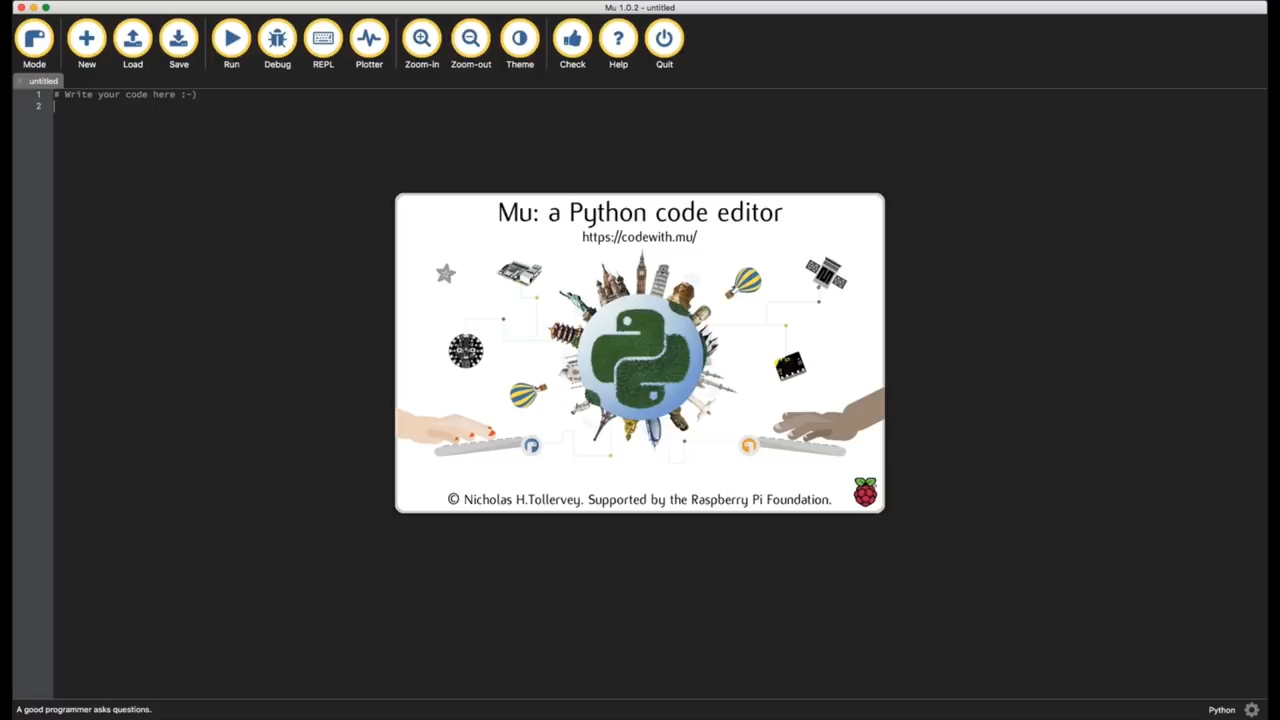 Mu 1.0.2 - untitled
Mode New Load Save Run Debug REPL Plotter Zoom-in Zoom-out Theme Check Help Quit
untitled
1 # Write your code here :-)
2
Mu: a Python code editor
https://codewith.mu/
© Nicholas H.Tollervey. Supported by the Raspberry Pi Foundation.
A good programmer asks questions. Python